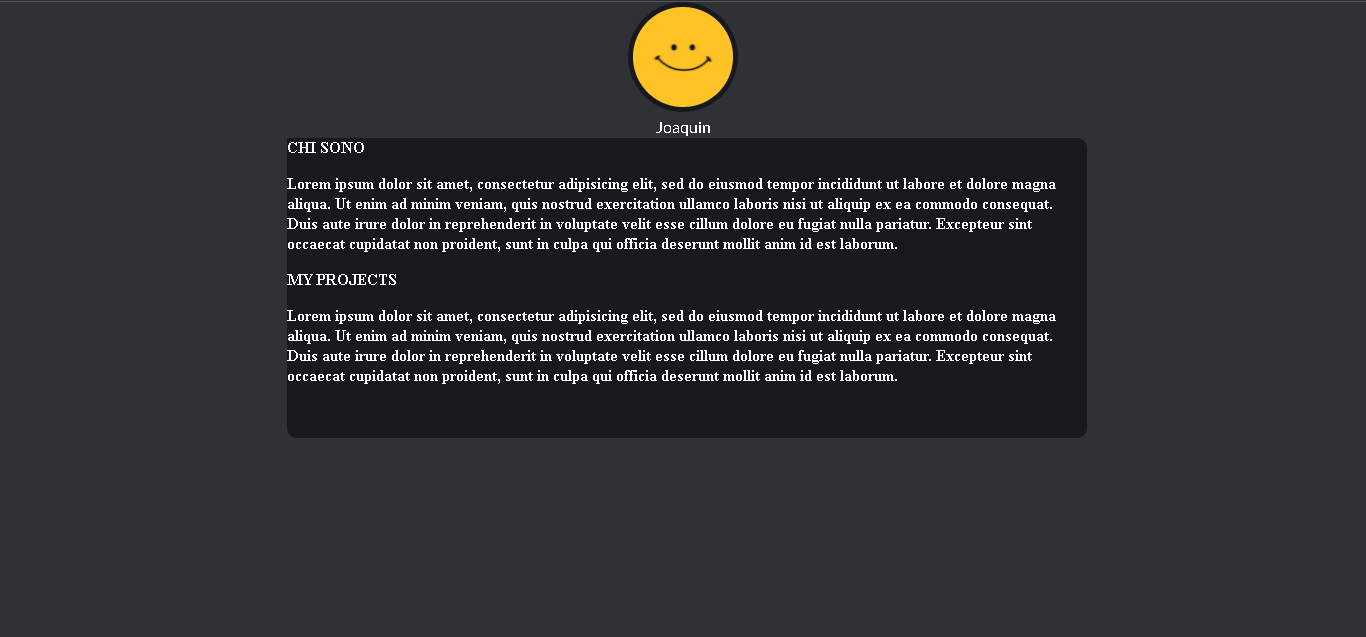 Joaquin
CHI SONO
Lorem ipsum dolor sit amet, consectetur adipisicing elit, sed do eiusmod tempor incididunt ut labore et dolore magna
aliqua. Ut enim ad minim veniam, quis nostrud exercitation ullamco laboris nisi ut aliquip ex ea commodo consequat.
Duis aute irure dolor in reprehenderit in voluptate velit esse cillum dolore eu fugiat nulla pariatur. Excepteur sint
occaecat cupidatat non proident, sunt in culpa qui officia deserunt mollit anim id est laborum.
MY PROJECTS
Lorem ipsum dolor sit amet, consectetur adipisicing elit, sed do eiusmod tempor incididunt ut labore et dolore magna
aliqua. Ut enim ad minim veniam, quis nostrud exercitation ullamco laboris nisi ut aliquip ex ea commodo consequat.
Duis aute irure dolor in reprehenderit in voluptate velit esse cillum dolore eu fugiat nulla pariatur. Excepteur sint
occaecat cupidatat non proident, sunt in culpa qui officia deserunt mollit anim id est laborum.